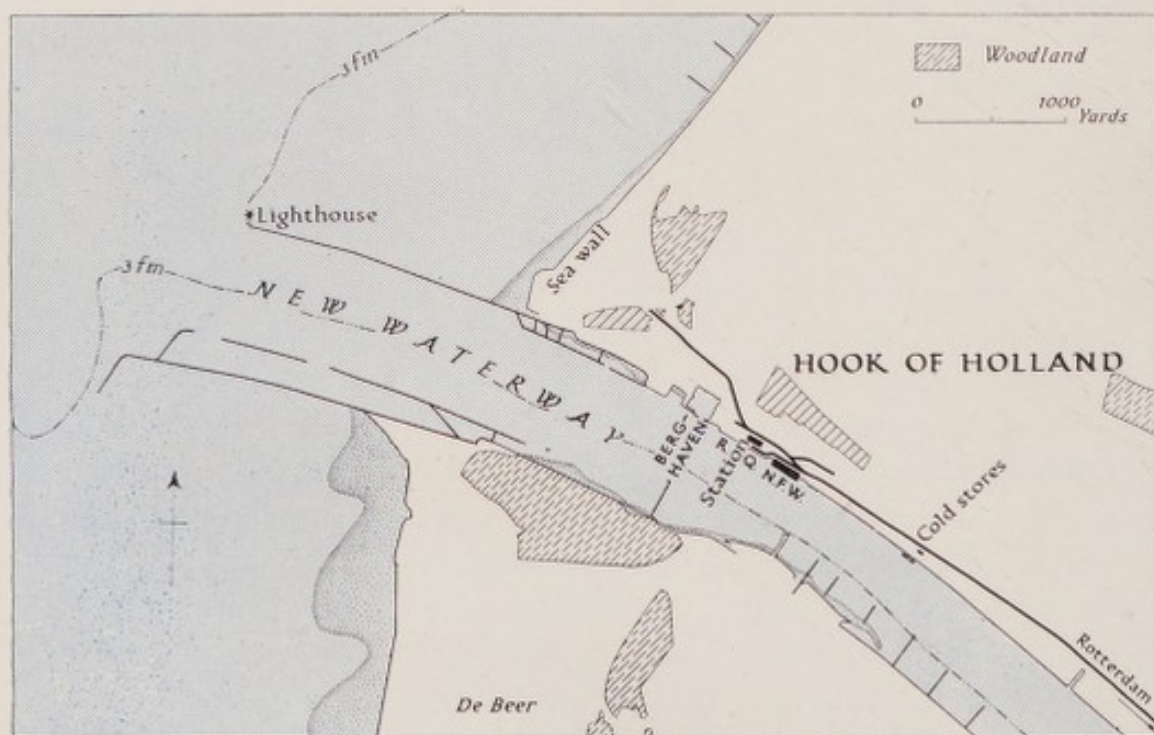 3fm
Woodland
0 1000 Yards
Lighthouse
Sea wall
3fm
NEW WATERWAY
HOOK OF HOLLAND
BERG-
HAVEN
Station
R.
Q.
N.F.W.
Cold stores
Rotterdam
De Beer